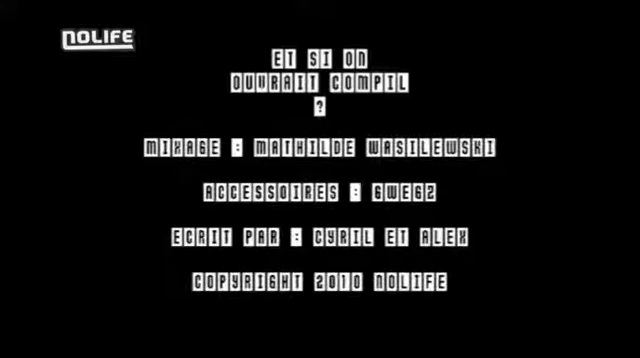 NOLIFE
ET SI ON
OUVRAIT COMPIL
?
MIXAGE : MATHILDE WASILEWSKI
ACCESSOIRES : GWEG2
ECRIT PAR : CYRIL ET ALEX
COPYRIGHT 2010 NOLIFE